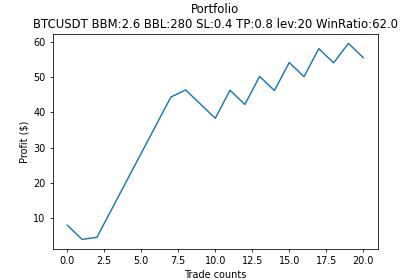 Portfolio
BTCUSDT BBM:2.6 BBL:280 SL:0.4 TP:0.8 lev:20 WinRatio:62.0
60
50
40
30
20
10
Profit ($)
0.0 2.5 5.0 7.5 10.0 12.5 15.0 17.5 20.0
Trade counts